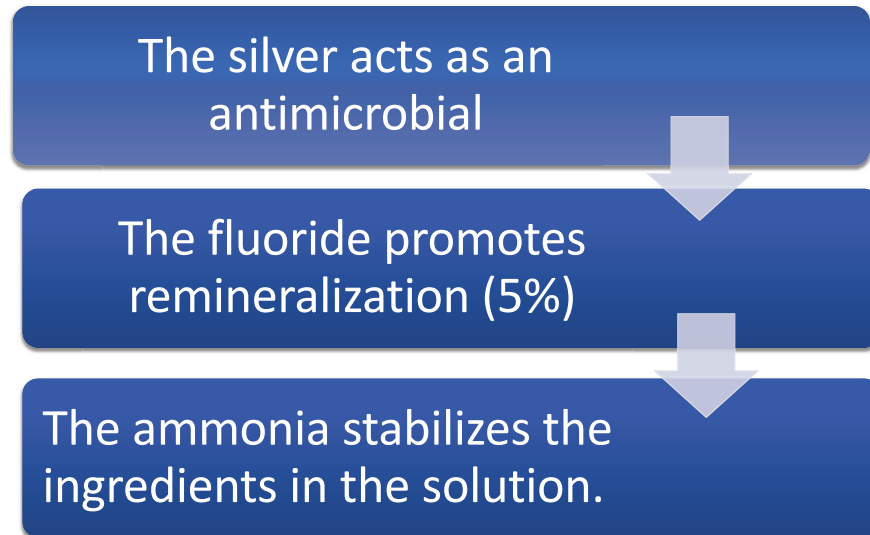 The silver acts as an
antimicrobial
The fluoride promotes
remineralization (5%)
The ammonia stabilizes the
ingredients in the solution.